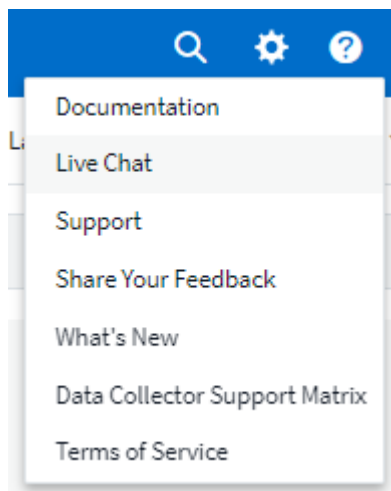 Documentation
Live Chat
Support
Share Your Feedback
What's New
Data Collector Support Matrix
Terms of Service